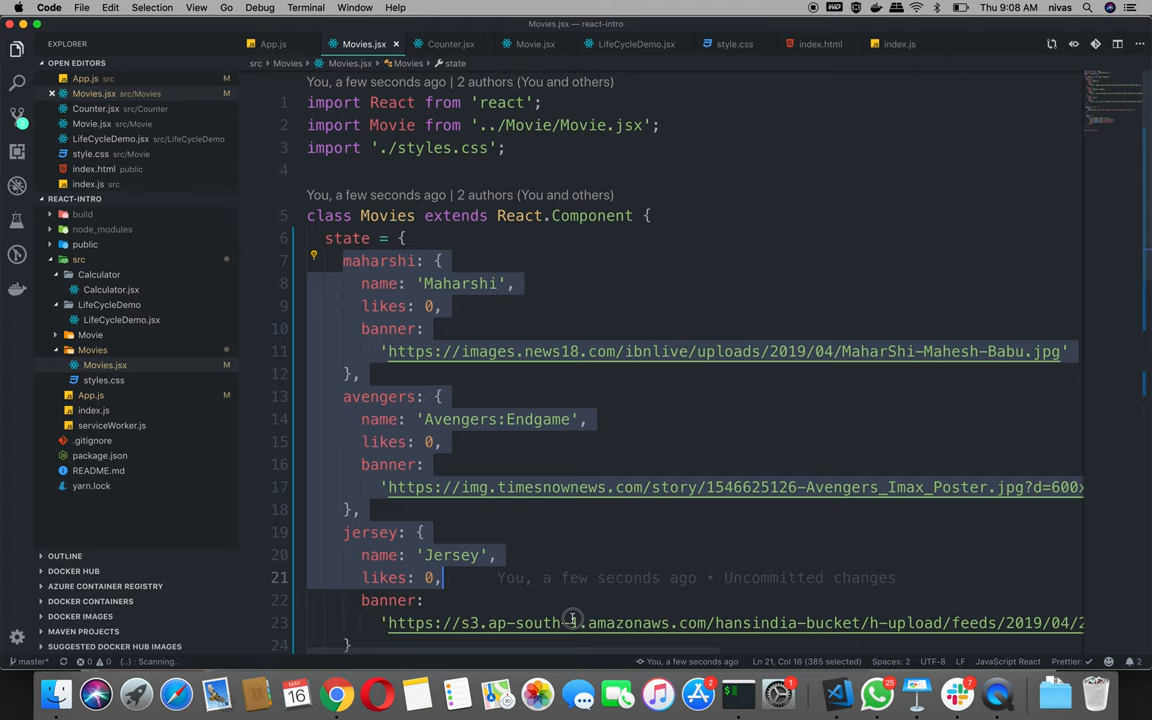 Code File Edit Selection View Go Debug Terminal Window Help
Thu 9:08 AM nivas
Movies.jsx — react-intro
EXPLORER
OPEN EDITORS
App.js src M
Movies.jsx src/Movies M
Counter.jsx src/Counter
Movie.jsx src/Movie
LifeCycleDemo.jsx src/LifeCycleDemo
style.css src/Movie
index.html public
index.js src
REACT-INTRO
build
node_modules
public
src
Calculator
Calculator.jsx
LifeCycleDemo
LifeCycleDemo.jsx
Movie
Movies
Movies.jsx M
styles.css
App.js M
index.js
serviceWorker.js
.gitignore
package.json
README.md
yarn.lock
OUTLINE
DOCKER HUB
AZURE CONTAINER REGISTRY
DOCKER CONTAINERS
DOCKER IMAGES
MAVEN PROJECTS
SUGGESTED DOCKER HUB IMAGES
App.js Movies.jsx Counter.jsx Movie.jsx LifeCycleDemo.jsx style.css index.html index.js
src Movies Movies.jsx Movies state
You, a few seconds ago | 2 authors (You and others)
1 import React from 'react';
2 import Movie from '../Movie/Movie.jsx';
3 import './styles.css';
4
You, a few seconds ago | 2 authors (You and others)
5 class Movies extends React.Component {
6 state = {
7 maharshi: {
8 name: 'Maharshi',
9 likes: 0,
10 banner:
11 'https://images.news18.com/ibnlive/uploads/2019/04/MaharShi-Mahesh-Babu.jpg'
12 },
13 avengers: {
14 name: 'Avengers:Endgame',
15 likes: 0,
16 banner:
17 'https://img.timesnownews.com/story/1546625126-Avengers_Imax_Poster.jpg?d=600x
18 },
19 jersey: {
20 name: 'Jersey',
21 likes: 0, You, a few seconds ago • Uncommitted changes
22 banner:
23 'https://s3.ap-south-1.amazonaws.com/hansindia-bucket/h-upload/feeds/2019/04/2
24 }
master* 0 0 {..} : Scanning.. You, a few seconds ago Ln 21, Col 16 (385 selected) Spaces: 2 UTF-8 LF JavaScript React Prettier: ✓ 2
MAY
16
2
1
25
7